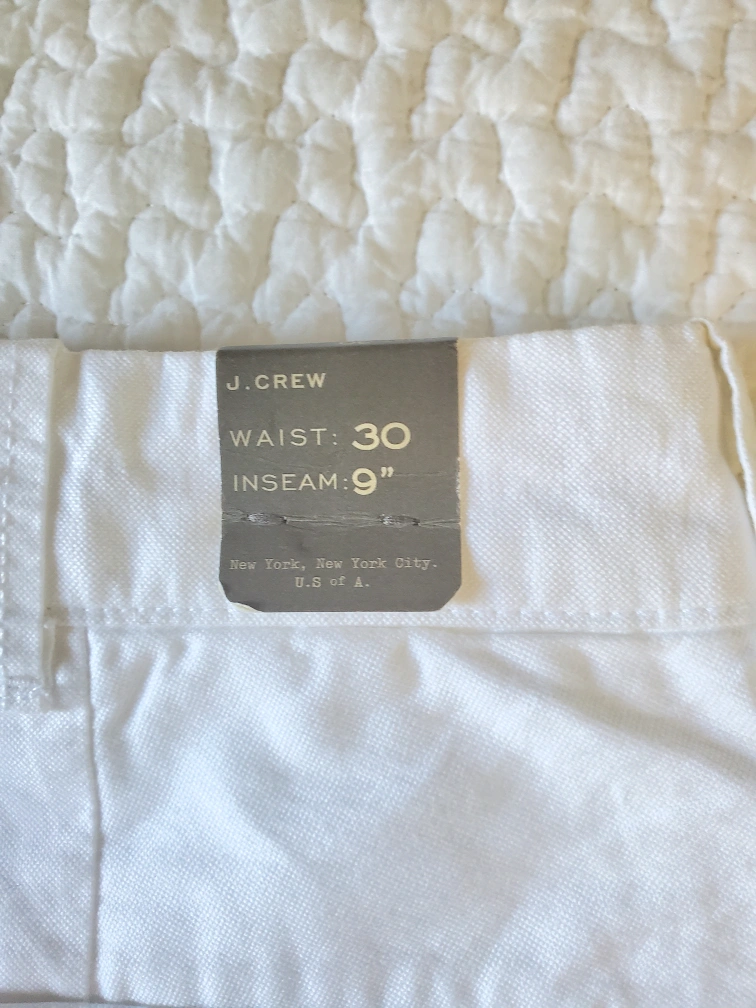 J.CREW
WAIST: 30
INSEAM: 9"
New York, New York City.
U.S of A.